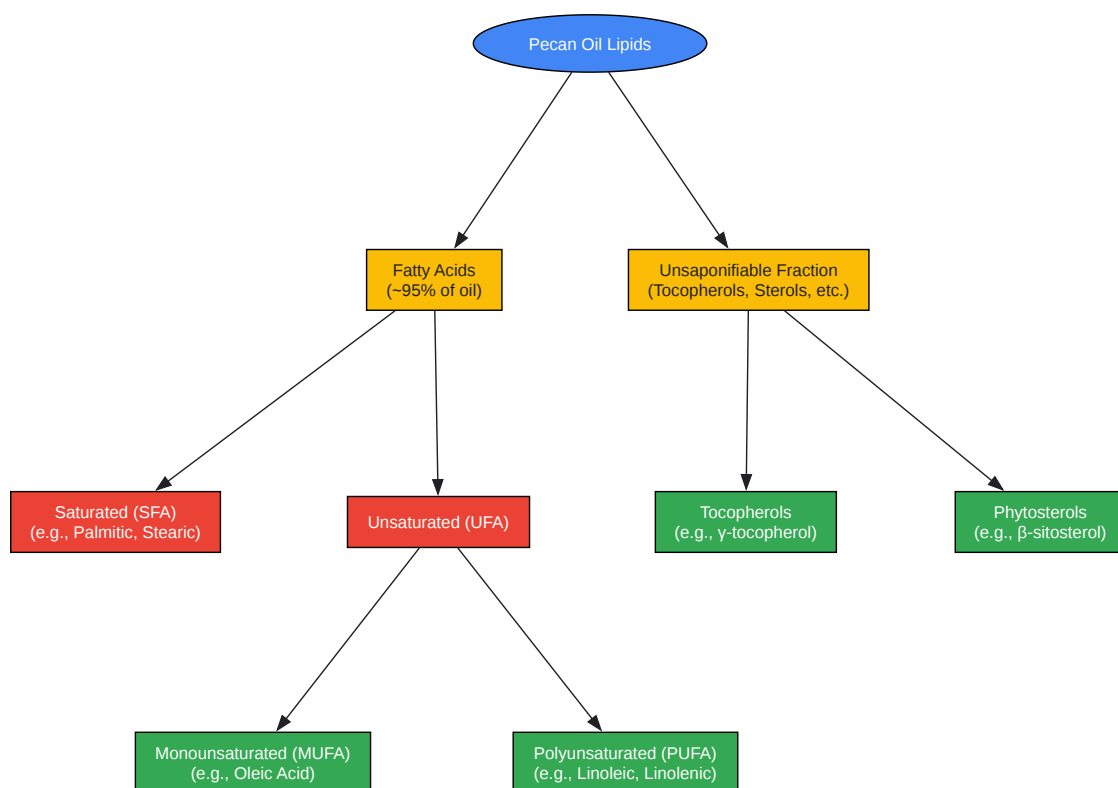 Pecan Oil Lipids
Fatty Acids
(~95% of oil)
Unsaponifiable Fraction
(Tocopherols, Sterols, etc.)
Saturated (SFA)
(e.g., Palmitic, Stearic)
Unsaturated (UFA)
Tocopherols
(e.g., γ-tocopherol)
Phytosterols
(e.g., β-sitosterol)
Monounsaturated (MUFA)
(e.g., Oleic Acid)
Polyunsaturated (PUFA)
(e.g., Linoleic, Linolenic)